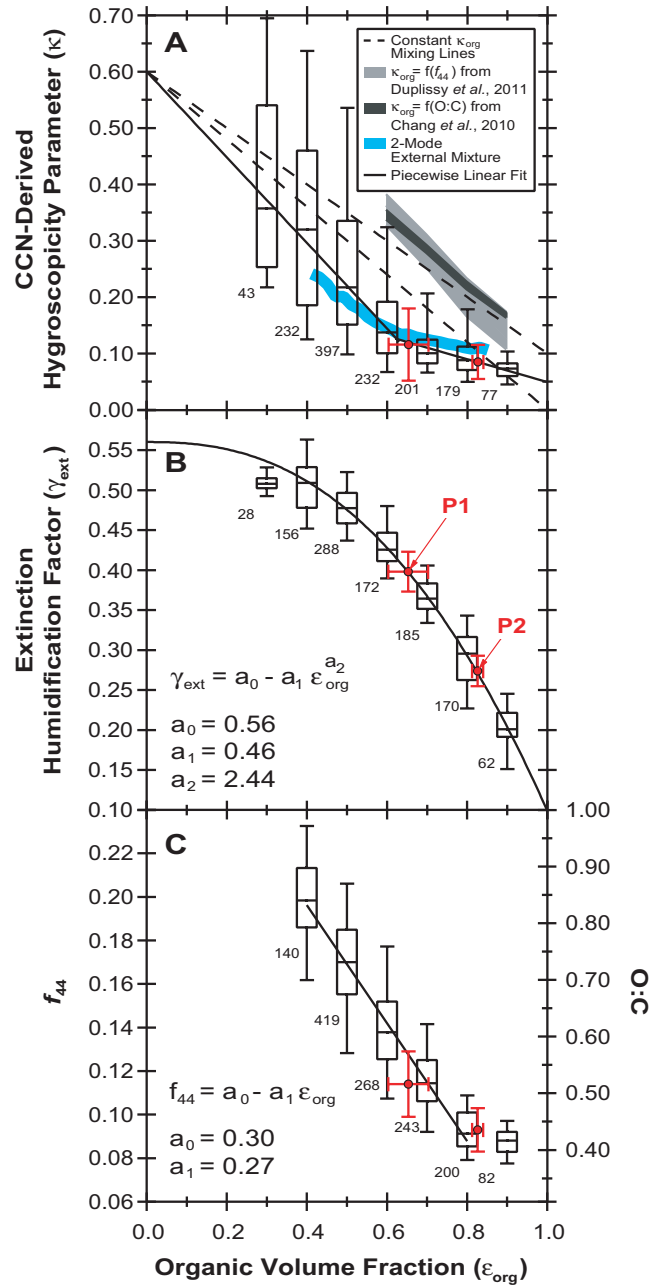 CCN-Derived
Hygroscopicity Parameter (κ)
A
0.60
0.50
0.40
0.30
0.20
0.10
0.00
Constant κorg
Mixing Lines
κorg= f(f44) from
Duplissy et al., 2011
κorg= f(O:C) from
Chang et al., 2010
2-Mode
External Mixture
Piecewise Linear Fit
43
232
397
232
201
179
77
Extinction
Humidification Factor (γext)
B
0.55
0.50
0.45
0.40
0.35
0.30
0.25
0.20
0.15
0.10
P1
P2
28
156
288
172
185
170
62
γext = a0 - a1 εorg^a2
a0 = 0.56
a1 = 0.46
a2 = 2.44
f44
C
0.22
0.20
0.18
0.16
0.14
0.12
0.10
0.08
0.06
1.00
0.90
0.80
0.70
0.60
0.50
0.40
O:C
140
419
268
243
200
82
f44 = a0 - a1 εorg
a0 = 0.30
a1 = 0.27
0.0 0.2 0.4 0.6 0.8 1.0
Organic Volume Fraction (εorg)